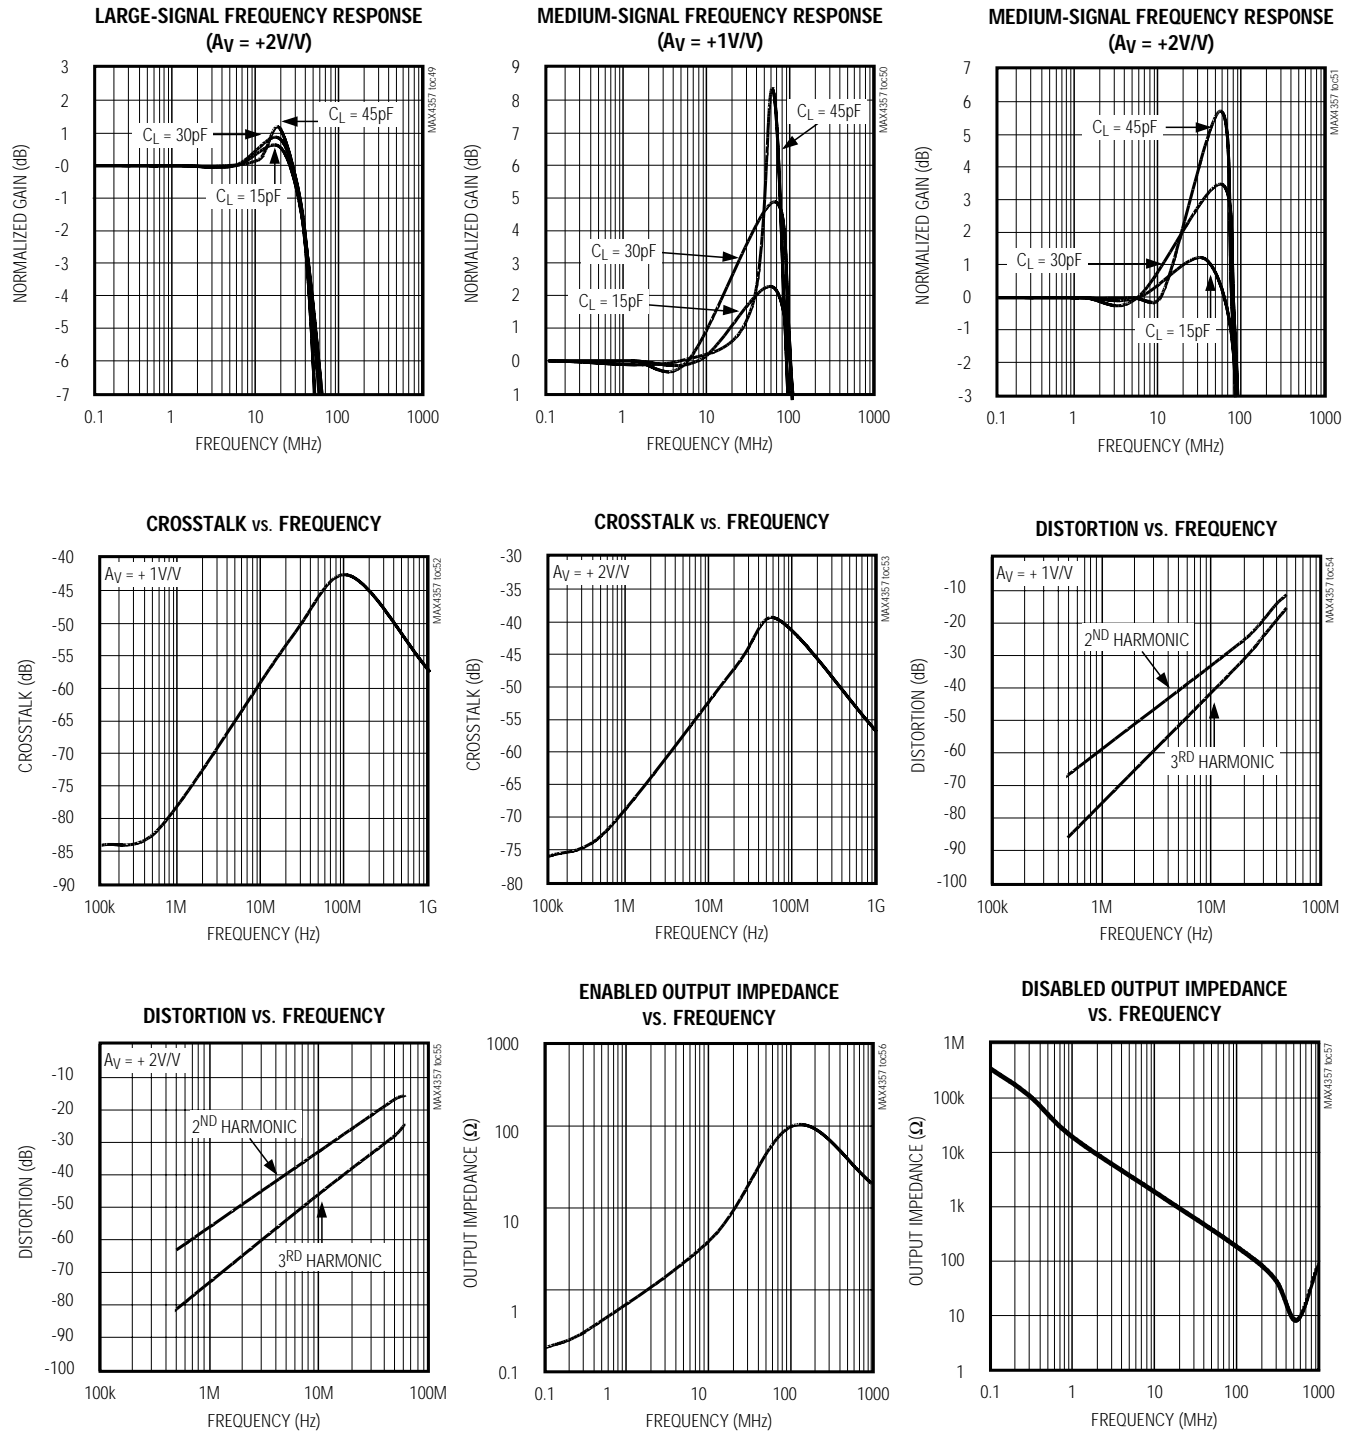 LARGE-SIGNAL FREQUENCY RESPONSE
(AV = +2V/V)
MAX4357 toc49
NORMALIZED GAIN (dB)
3
2
1
-0
-1
-2
-3
-4
-5
-6
-7
CL = 45pF
CL = 30pF
CL = 15pF
0.1 1 10 100 1000
FREQUENCY (MHz)
MEDIUM-SIGNAL FREQUENCY RESPONSE
(AV = +1V/V)
MAX4357 toc50
NORMALIZED GAIN (dB)
9
8
7
6
5
4
3
2
1
0
1
CL = 45pF
CL = 30pF
CL = 15pF
0.1 1 10 100 1000
FREQUENCY (MHz)
MEDIUM-SIGNAL FREQUENCY RESPONSE
(AV = +2V/V)
MAX4357 toc51
NORMALIZED GAIN (dB)
7
6
5
4
3
2
1
0
-1
-2
-3
CL = 45pF
CL = 30pF
CL = 15pF
0.1 1 10 100 1000
FREQUENCY (MHz)
CROSSTALK vs. FREQUENCY
AV = + 1V/V
MAX4357 toc52
CROSSTALK (dB)
-40
-45
-50
-55
-60
-65
-70
-75
-80
-85
-90
100k 1M 10M 100M 1G
FREQUENCY (Hz)
CROSSTALK vs. FREQUENCY
AV = + 2V/V
MAX4357 toc53
CROSSTALK (dB)
-30
-35
-40
-45
-50
-55
-60
-65
-70
-75
-80
100k 1M 10M 100M 1G
FREQUENCY (Hz)
DISTORTION vs. FREQUENCY
AV = + 1V/V
MAX4357 toc54
DISTORTION (dB)
-10
-20
-30
-40
-50
-60
-70
-80
-90
-100
2ND HARMONIC
3RD HARMONIC
100k 1M 10M 100M
FREQUENCY (Hz)
DISTORTION vs. FREQUENCY
AV = + 2V/V
MAX4357 toc55
DISTORTION (dB)
-10
-20
-30
-40
-50
-60
-70
-80
-90
-100
2ND HARMONIC
3RD HARMONIC
100k 1M 10M 100M
FREQUENCY (Hz)
ENABLED OUTPUT IMPEDANCE
vs. FREQUENCY
MAX4357 toc56
OUTPUT IMPEDANCE (Ω)
1000
100
10
1
0.1
0.1 1 10 100 1000
FREQUENCY (MHz)
DISABLED OUTPUT IMPEDANCE
vs. FREQUENCY
MAX4357 toc57
OUTPUT IMPEDANCE (Ω)
1M
100k
10k
1k
100
10
1
0.1 1 10 100 1000
FREQUENCY (MHz)